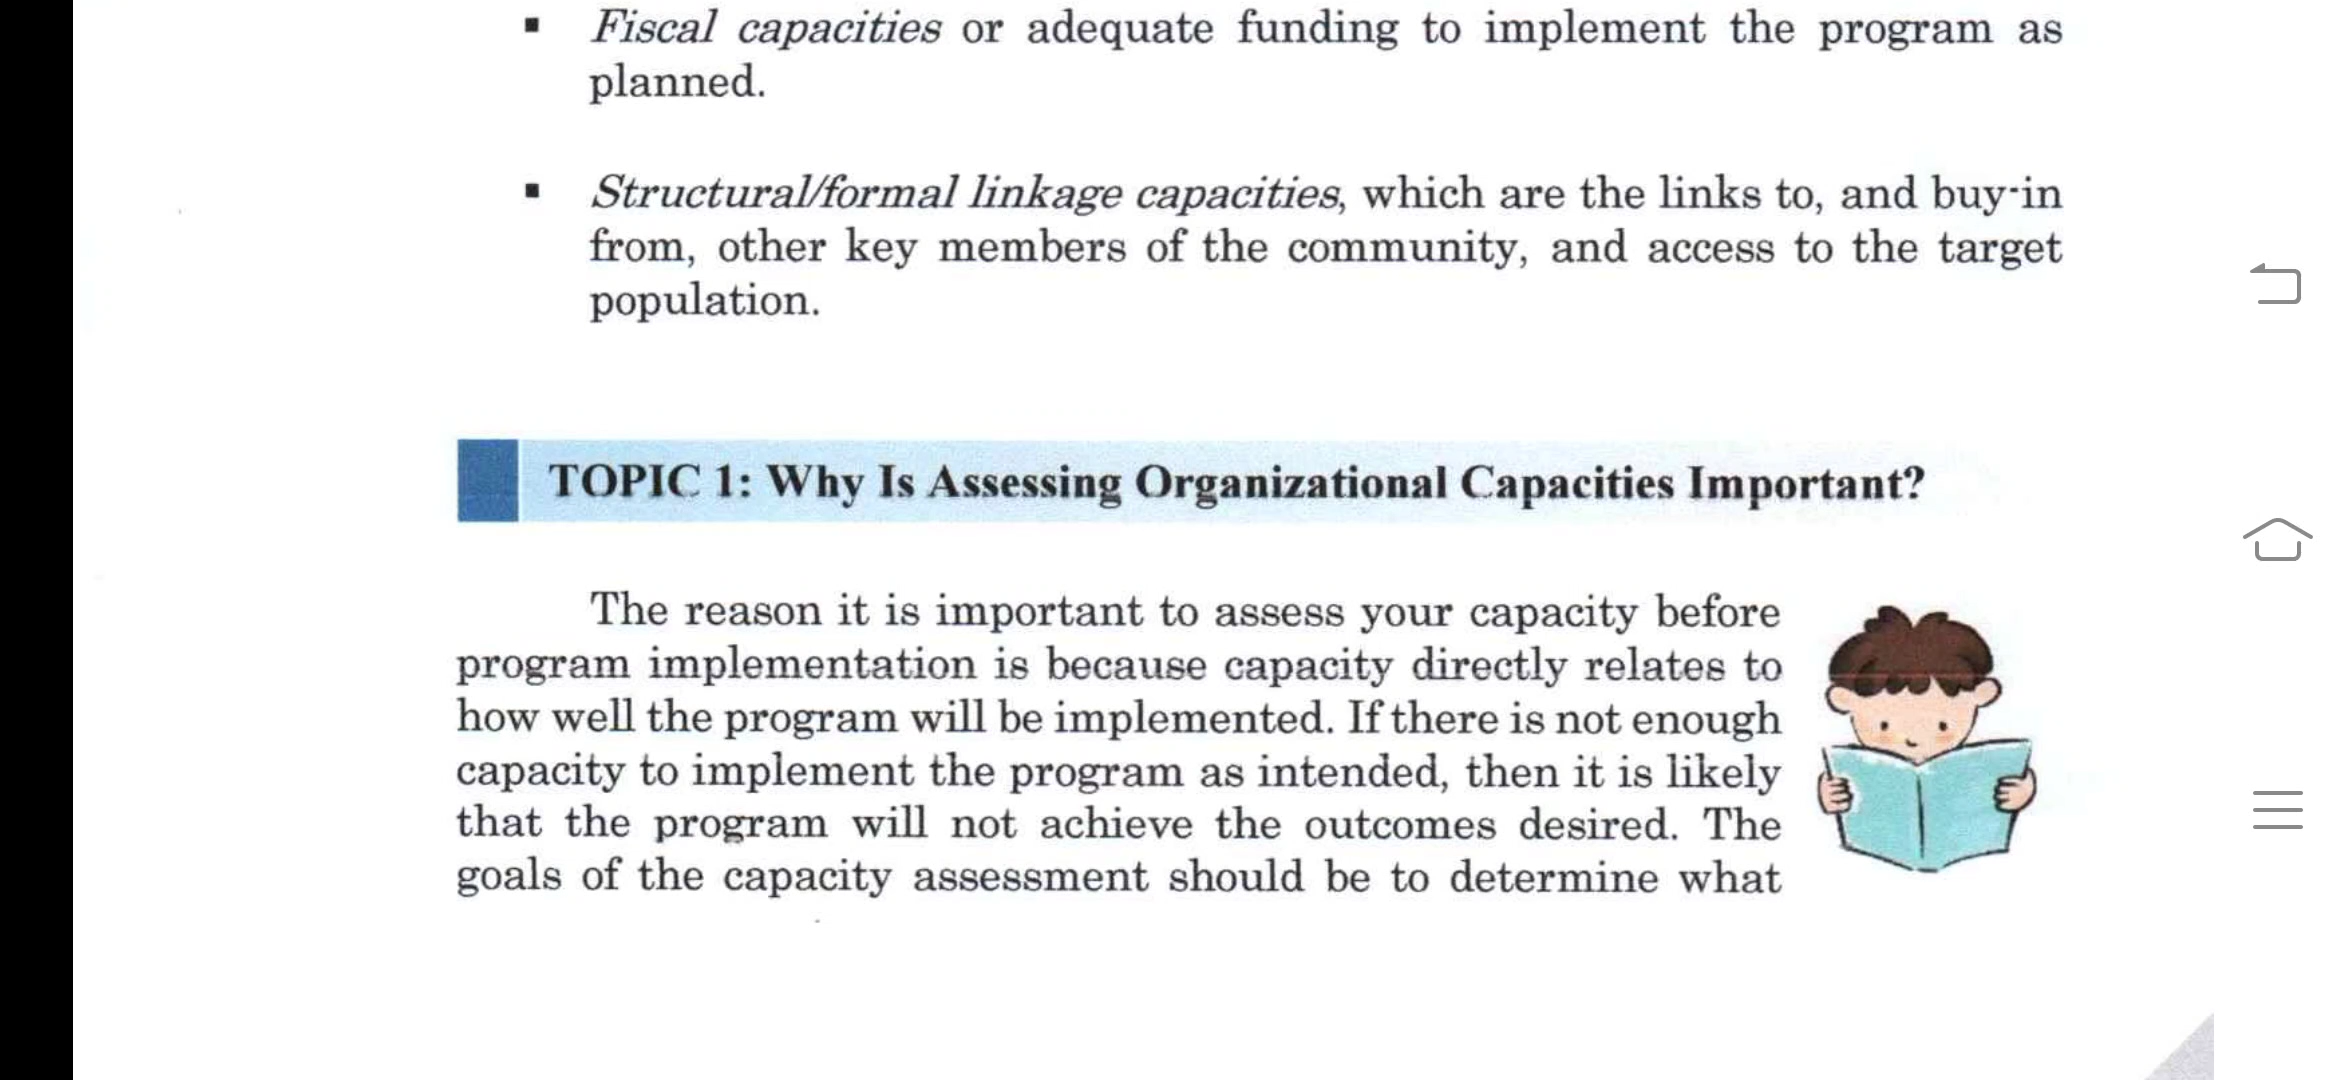 ▪ Fiscal capacities or adequate funding to implement the program as
planned.
▪ Structural/formal linkage capacities, which are the links to, and buy-in
from, other key members of the community, and access to the target
population.
TOPIC 1: Why Is Assessing Organizational Capacities Important?
The reason it is important to assess your capacity before
program implementation is because capacity directly relates to
how well the program will be implemented. If there is not enough
capacity to implement the program as intended, then it is likely
that the program will not achieve the outcomes desired. The
goals of the capacity assessment should be to determine what